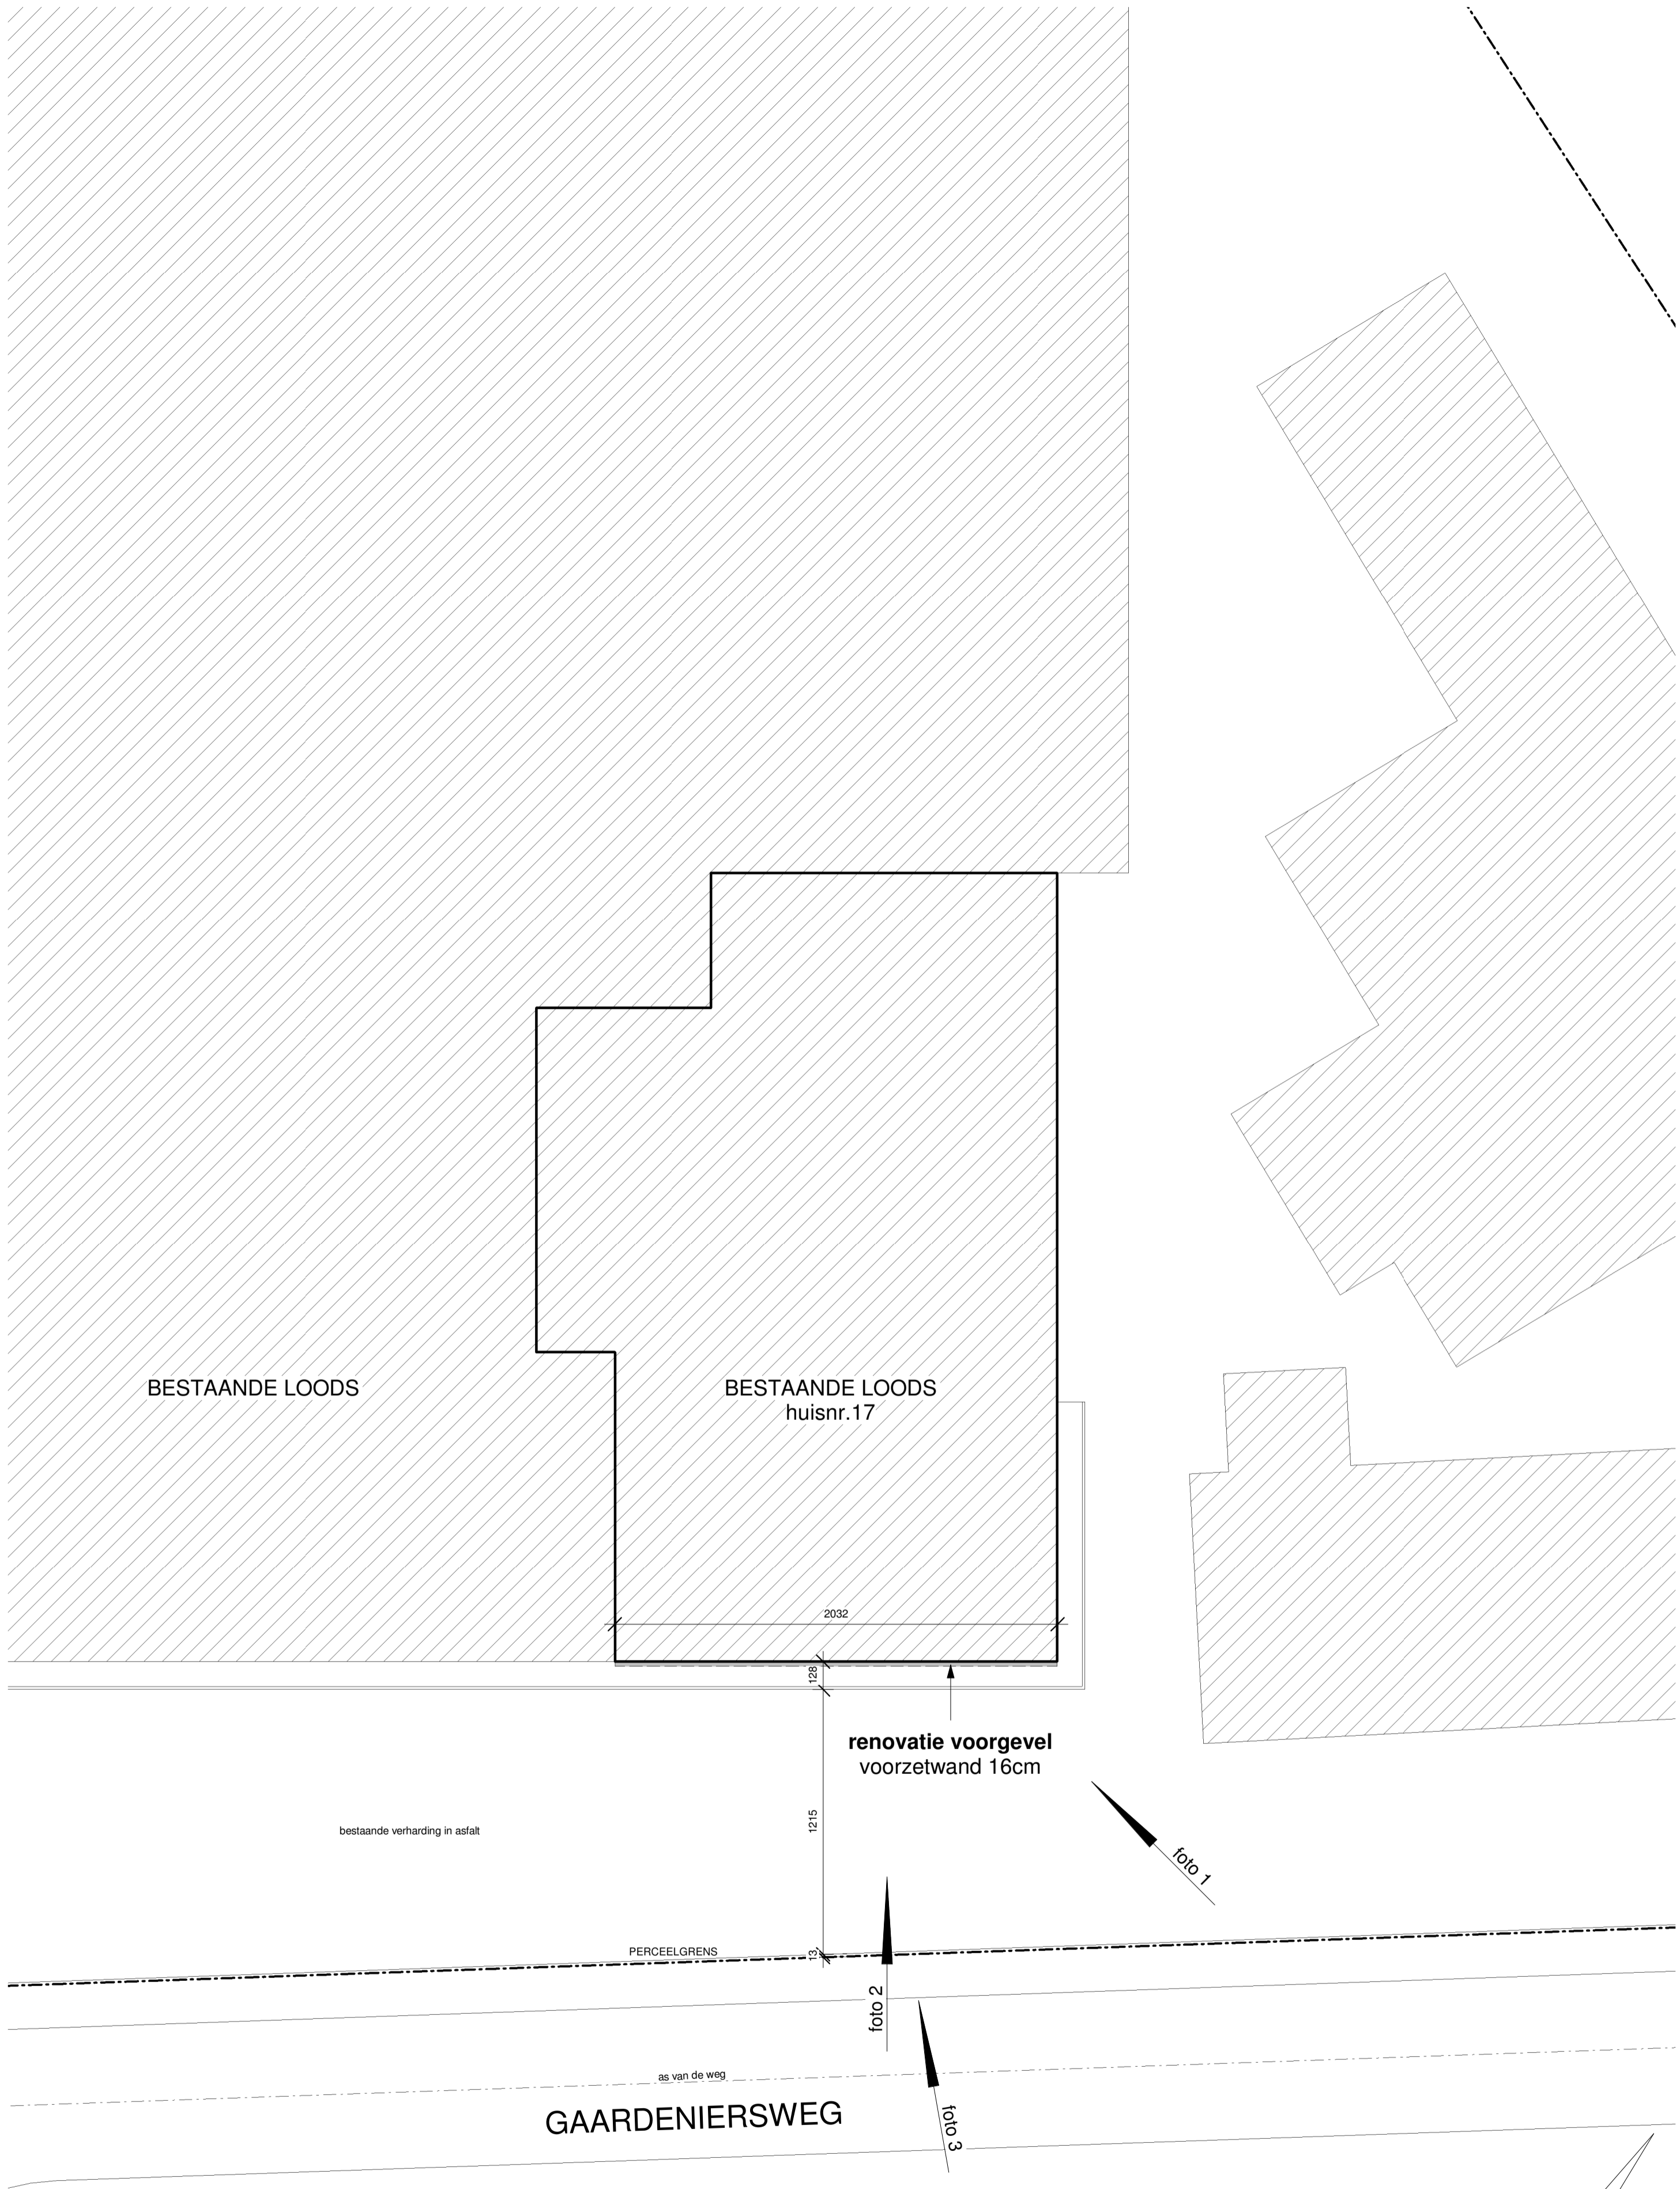 BESTAANDE LOODS
BESTAANDE LOODS
huisnr.17
2032
128
renovatie voorgevel
voorzetwand 16cm
1215
bestaande verharding in asfalt
foto 1
PERCEELGRENS
13
foto 2
as van de weg
GAARDENIERSWEG
foto 3